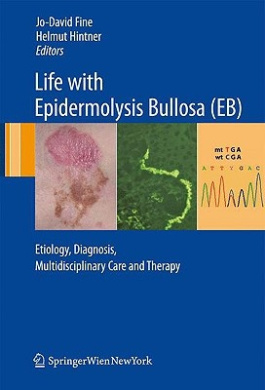 Jo-David Fine
Helmut Hintner
Editors
Life with
Epidermolysis Bullosa (EB)
mt TGA
wt CGA
A T T Y G A C
Etiology, Diagnosis,
Multidisciplinary Care and Therapy
SpringerWienNewYork